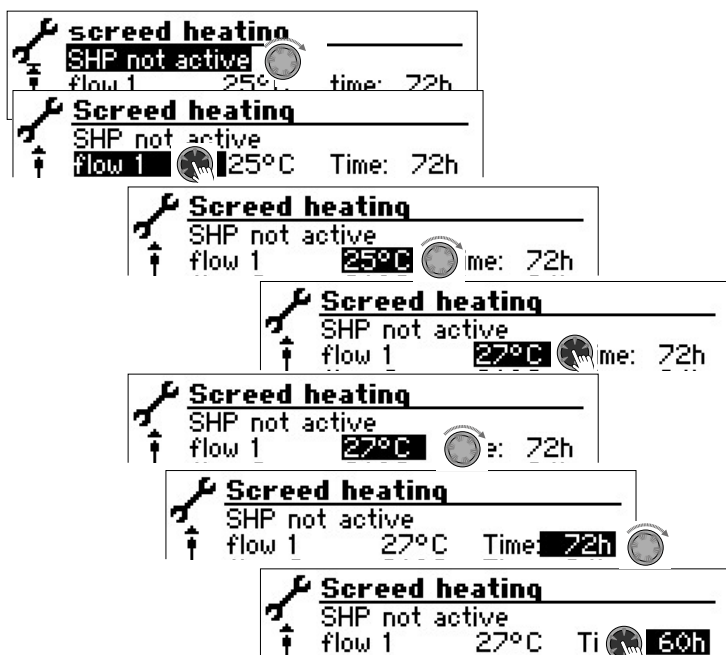 screed heating
SHP not active
flow 1 25°C time: 72h
Screed heating
SHP not active
flow 1 25°C Time: 72h
Screed heating
SHP not active
flow 1 25°C me: 72h
Screed heating
SHP not active
flow 1 27°C me: 72h
Screed heating
SHP not active
flow 1 27°C e: 72h
Screed heating
SHP not active
flow 1 27°C Time: 72h
Screed heating
SHP not active
flow 1 27°C Ti 60h